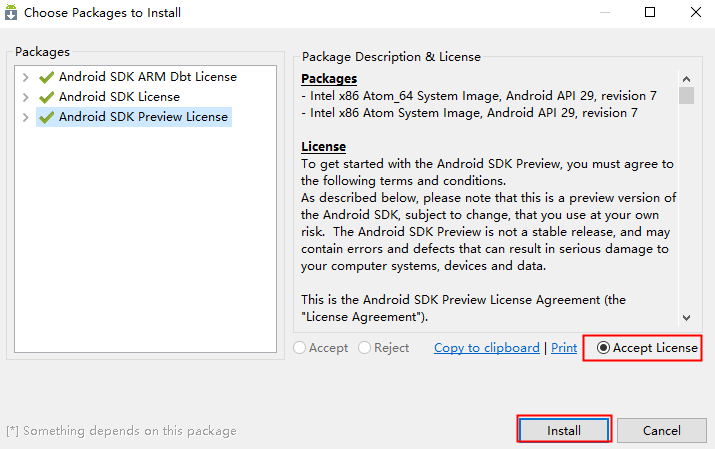 Choose Packages to Install
Packages
Android SDK ARM Dbt License
Android SDK License
Android SDK Preview License
Package Description & License
Packages
- Intel x86 Atom_64 System Image, Android API 29, revision 7
- Intel x86 Atom System Image, Android API 29, revision 7
License
To get started with the Android SDK Preview, you must agree to
the following terms and conditions.
As described below, please note that this is a preview version of
the Android SDK, subject to change, that you use at your own
risk.  The Android SDK Preview is not a stable release, and may
contain errors and defects that can result in serious damage to
your computer systems, devices and data.
This is the Android SDK Preview License Agreement (the
"License Agreement").
Accept Reject Copy to clipboard | Print Accept License
[*] Something depends on this package
Install Cancel